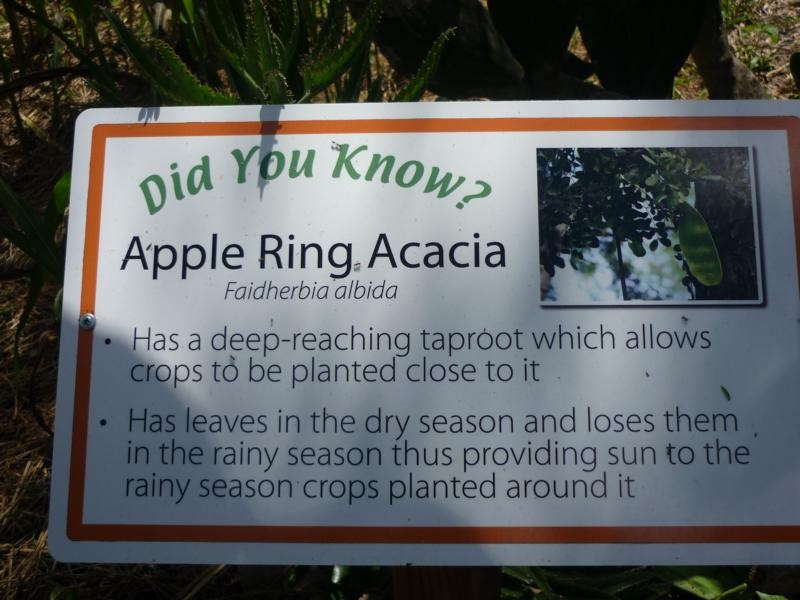 Did You Know?
Apple Ring Acacia
Faidherbia albida
• Has a deep-reaching taproot which allows
crops to be planted close to it
• Has leaves in the dry season and loses them
in the rainy season thus providing sun to the
rainy season crops planted around it